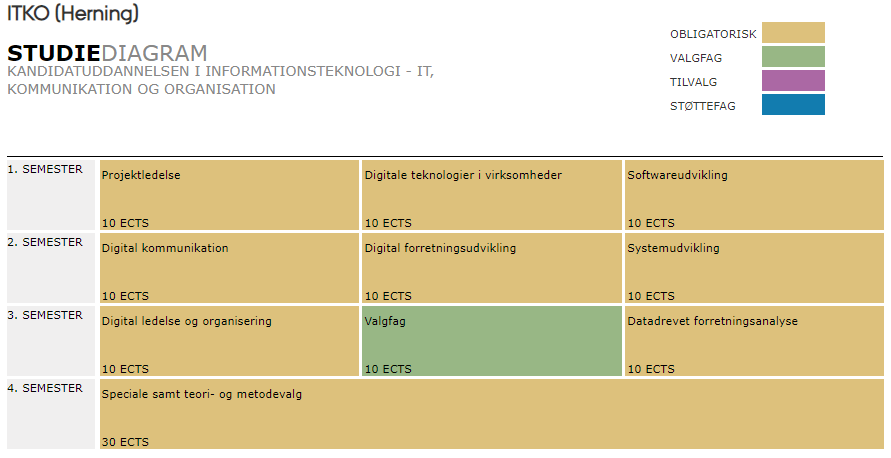 ITKO (Herning)
STUDIEDIAGRAM
KANDIDATUDDANNELSEN I INFORMATIONSTEKNOLOGI - IT,
KOMMUNIKATION OG ORGANISATION
OBLIGATORISK
VALGFAG
TILVALG
STØTTEFAG
1. SEMESTER
Projektledelse
10 ECTS
Digitale teknologier i virksomheder
10 ECTS
Softwareudvikling
10 ECTS
2. SEMESTER
Digital kommunikation
10 ECTS
Digital forretningsudvikling
10 ECTS
Systemudvikling
10 ECTS
3. SEMESTER
Digital ledelse og organisering
10 ECTS
Valgfag
10 ECTS
Datadrevet forretningsanalyse
10 ECTS
4. SEMESTER
Speciale samt teori- og metodevalg
30 ECTS